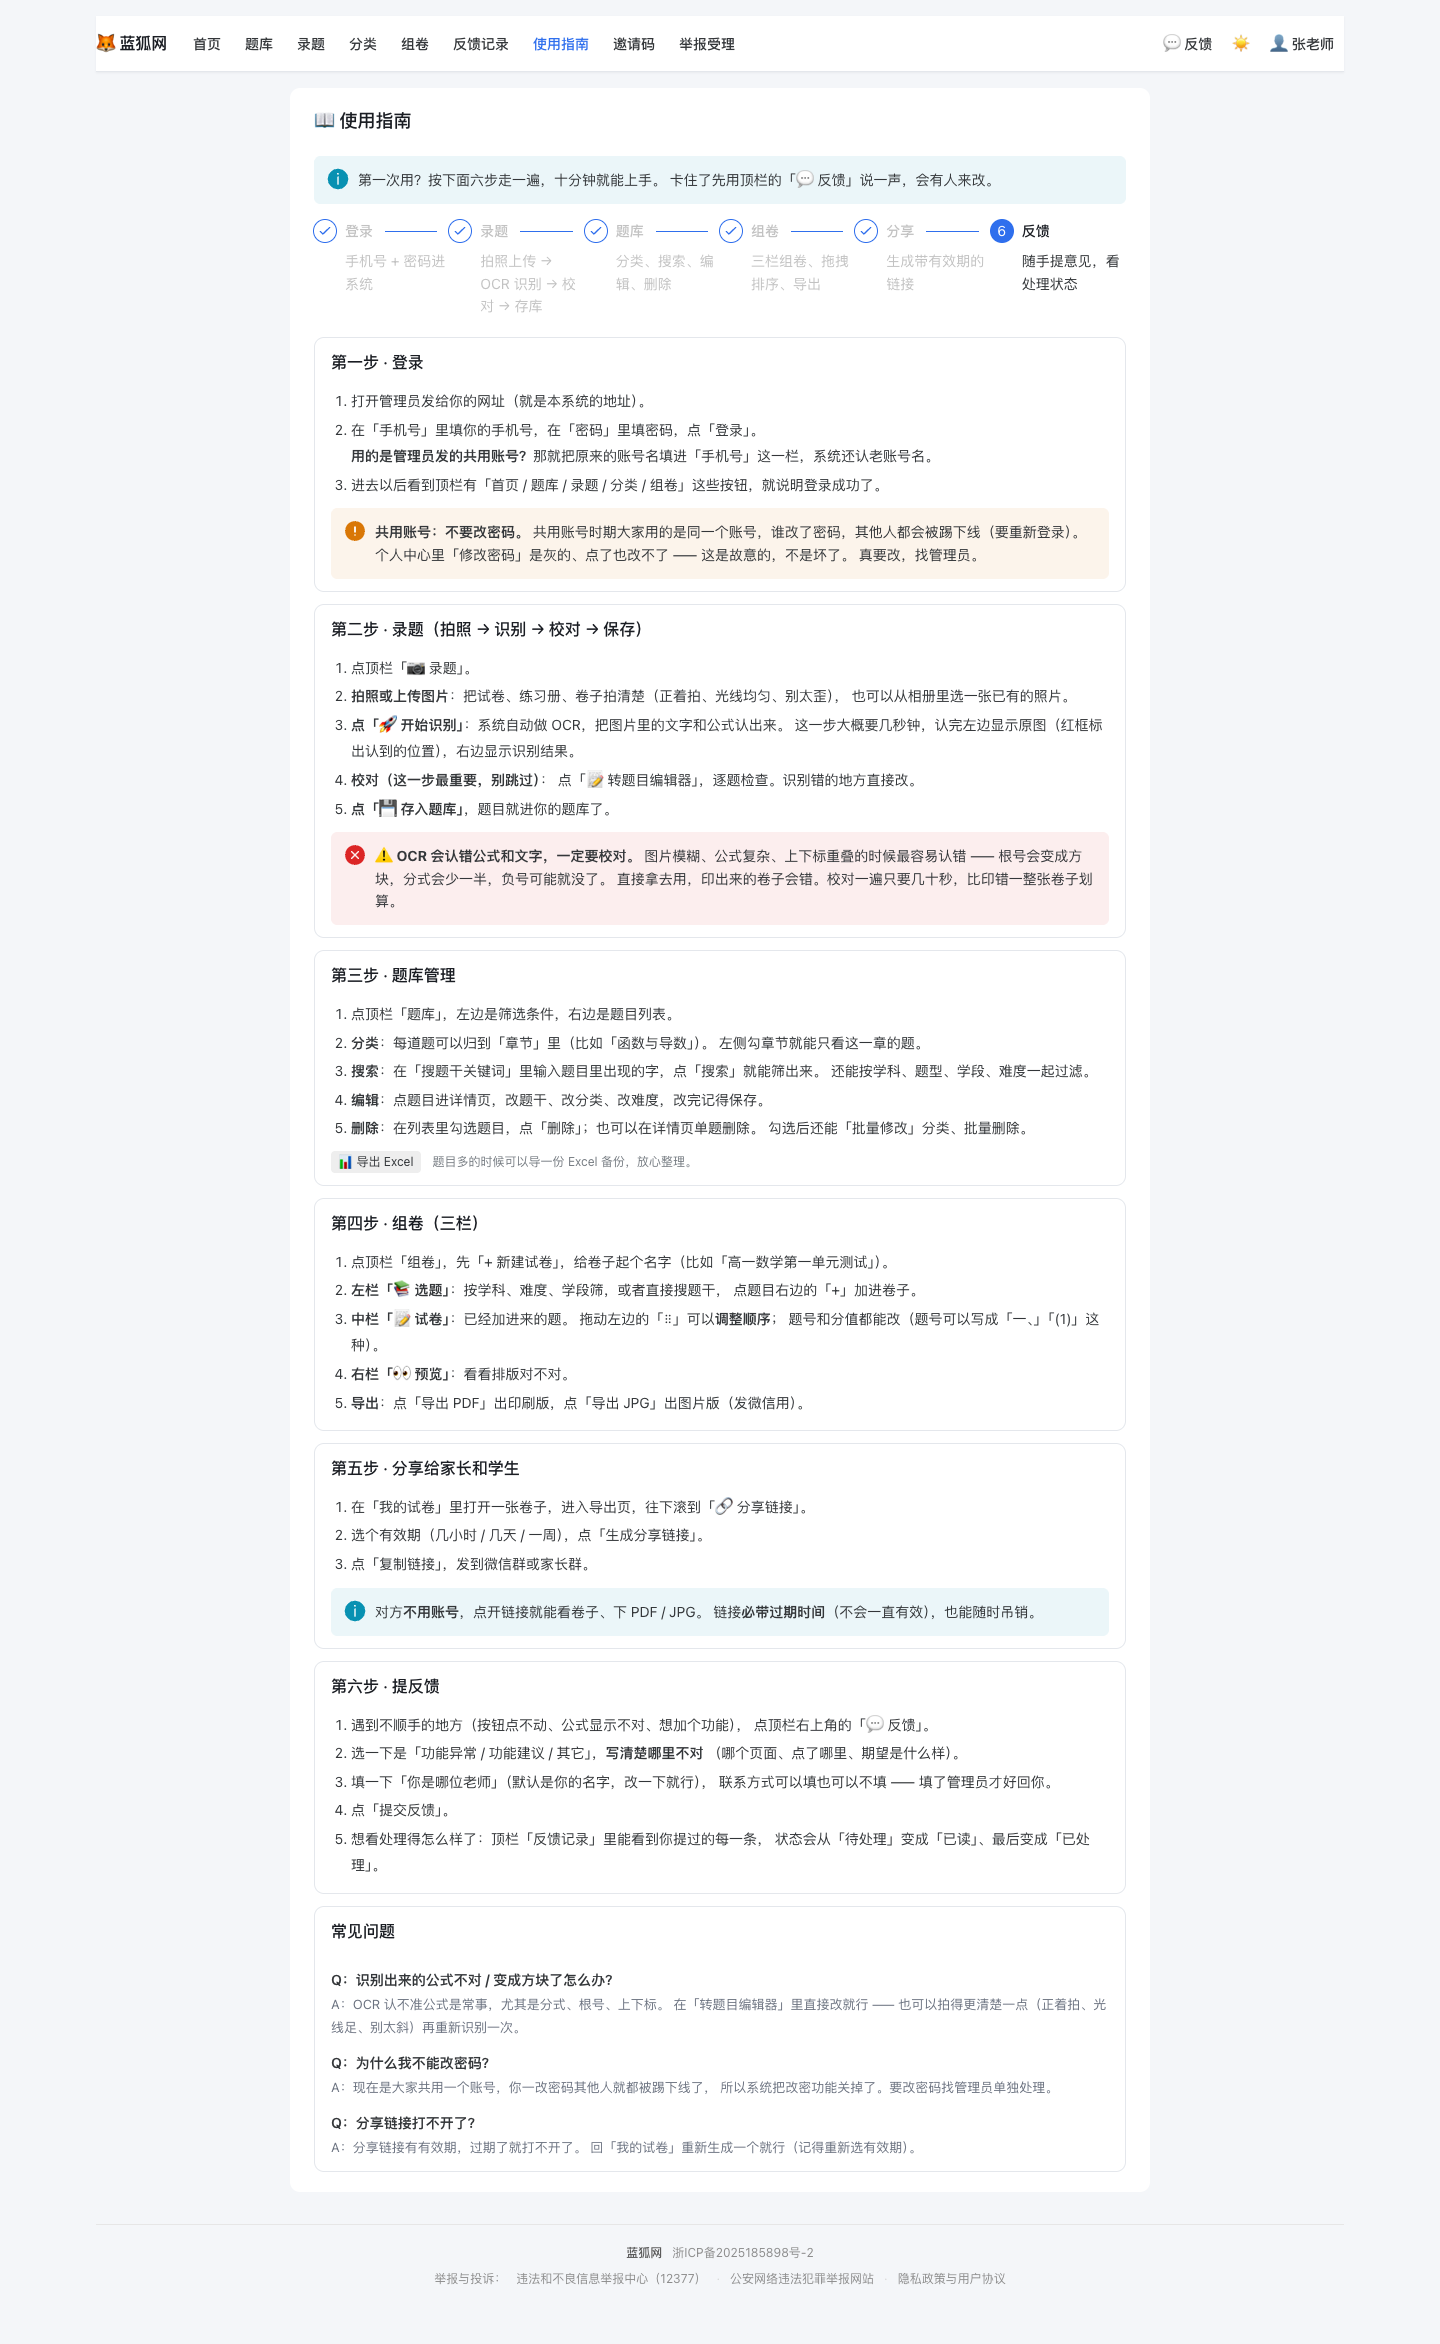 🦊 蓝狐网 首页 题库 录题 分类 组卷 反馈记录 使用指南 邀请码 举报受理 💬 反馈 ☀️ 👤 张老师
📖 使用指南
第一次用？按下面六步走一遍，十分钟就能上手。 卡住了先用顶栏的「💬 反馈」说一声，会有人来改。
登录
手机号 + 密码进
系统
录题
拍照上传 →
OCR 识别 → 校
对 → 存库
题库
分类、搜索、编
辑、删除
组卷
三栏组卷、拖拽
排序、导出
分享
生成带有效期的
链接
6 反馈
随手提意见，看
处理状态
第一步 · 登录
1. 打开管理员发给你的网址（就是本系统的地址）。
2. 在「手机号」里填你的手机号，在「密码」里填密码，点「登录」。
用的是管理员发的共用账号？那就把原来的账号名填进「手机号」这一栏，系统还认老账号名。
3. 进去以后看到顶栏有「首页 / 题库 / 录题 / 分类 / 组卷」这些按钮，就说明登录成功了。
共用账号：不要改密码。 共用账号时期大家用的是同一个账号，谁改了密码，其他人都会被踢下线（要重新登录）。
个人中心里「修改密码」是灰的、点了也改不了 —— 这是故意的，不是坏了。 真要改，找管理员。
第二步 · 录题（拍照 → 识别 → 校对 → 保存）
1. 点顶栏「📷 录题」。
2. 拍照或上传图片：把试卷、练习册、卷子拍清楚（正着拍、光线均匀、别太歪）， 也可以从相册里选一张已有的照片。
3. 点「🚀 开始识别」：系统自动做 OCR，把图片里的文字和公式认出来。 这一步大概要几秒钟，认完左边显示原图（红框标
出认到的位置），右边显示识别结果。
4. 校对（这一步最重要，别跳过）： 点「📝 转题目编辑器」，逐题检查。识别错的地方直接改。
5. 点「💾 存入题库」，题目就进你的题库了。
⚠️ OCR 会认错公式和文字，一定要校对。 图片模糊、公式复杂、上下标重叠的时候最容易认错 —— 根号会变成方
块，分式会少一半，负号可能就没了。 直接拿去用，印出来的卷子会错。校对一遍只要几十秒，比印错一整张卷子划
算。
第三步 · 题库管理
1. 点顶栏「题库」，左边是筛选条件，右边是题目列表。
2. 分类：每道题可以归到「章节」里（比如「函数与导数」）。 左侧勾章节就能只看这一章的题。
3. 搜索：在「搜题干关键词」里输入题目里出现的字，点「搜索」就能筛出来。 还能按学科、题型、学段、难度一起过滤。
4. 编辑：点题目进详情页，改题干、改分类、改难度，改完记得保存。
5. 删除：在列表里勾选题目，点「删除」；也可以在详情页单题删除。 勾选后还能「批量修改」分类、批量删除。
📊 导出 Excel 题目多的时候可以导一份 Excel 备份，放心整理。
第四步 · 组卷（三栏）
1. 点顶栏「组卷」，先「+ 新建试卷」，给卷子起个名字（比如「高一数学第一单元测试」）。
2. 左栏「📚 选题」：按学科、难度、学段筛，或者直接搜题干， 点题目右边的「+」加进卷子。
3. 中栏「📝 试卷」：已经加进来的题。 拖动左边的「⠿」可以调整顺序； 题号和分值都能改（题号可以写成「一、」「(1)」这
种）。
4. 右栏「👀 预览」：看看排版对不对。
5. 导出：点「导出 PDF」出印刷版，点「导出 JPG」出图片版（发微信用）。
第五步 · 分享给家长和学生
1. 在「我的试卷」里打开一张卷子，进入导出页，往下滚到「🔗 分享链接」。
2. 选个有效期（几小时 / 几天 / 一周），点「生成分享链接」。
3. 点「复制链接」，发到微信群或家长群。
对方不用账号，点开链接就能看卷子、下 PDF / JPG。 链接必带过期时间（不会一直有效），也能随时吊销。
第六步 · 提反馈
1. 遇到不顺手的地方（按钮点不动、公式显示不对、想加个功能）， 点顶栏右上角的「💬 反馈」。
2. 选一下是「功能异常 / 功能建议 / 其它」，写清楚哪里不对 （哪个页面、点了哪里、期望是什么样）。
3. 填一下「你是哪位老师」（默认是你的名字，改一下就行）， 联系方式可以填也可以不填 —— 填了管理员才好回你。
4. 点「提交反馈」。
5. 想看处理得怎么样了：顶栏「反馈记录」里能看到你提过的每一条， 状态会从「待处理」变成「已读」、最后变成「已处
理」。
常见问题
Q：识别出来的公式不对 / 变成方块了怎么办？
A：OCR 认不准公式是常事，尤其是分式、根号、上下标。 在「转题目编辑器」里直接改就行 —— 也可以拍得更清楚一点（正着拍、光
线足、别太斜）再重新识别一次。
Q：为什么我不能改密码？
A：现在是大家共用一个账号，你一改密码其他人就都被踢下线了， 所以系统把改密功能关掉了。要改密码找管理员单独处理。
Q：分享链接打不开了？
A：分享链接有有效期，过期了就打不开了。 回「我的试卷」重新生成一个就行（记得重新选有效期）。
蓝狐网 浙ICP备2025185898号-2
举报与投诉： 违法和不良信息举报中心（12377） · 公安网络违法犯罪举报网站 · 隐私政策与用户协议